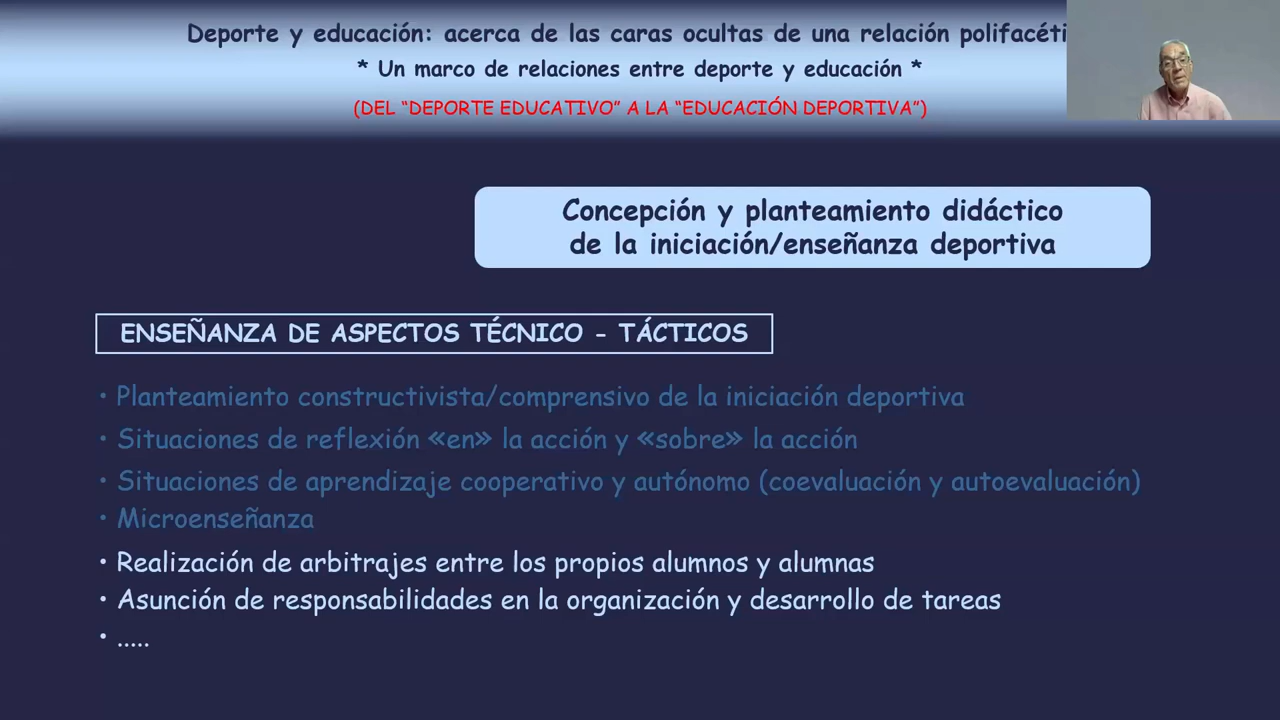 Deporte y educación: acerca de las caras ocultas de una relación polifacéti
* Un marco de relaciones entre deporte y educación *
(DEL “DEPORTE EDUCATIVO” A LA “EDUCACIÓN DEPORTIVA”)
Concepción y planteamiento didáctico
de la iniciación/enseñanza deportiva
ENSEÑANZA DE ASPECTOS TÉCNICO - TÁCTICOS
• Planteamiento constructivista/comprensivo de la iniciación deportiva
• Situaciones de reflexión «en» la acción y «sobre» la acción
• Situaciones de aprendizaje cooperativo y autónomo (coevaluación y autoevaluación)
• Microenseñanza
• Realización de arbitrajes entre los propios alumnos y alumnas
• Asunción de responsabilidades en la organización y desarrollo de tareas
• .....